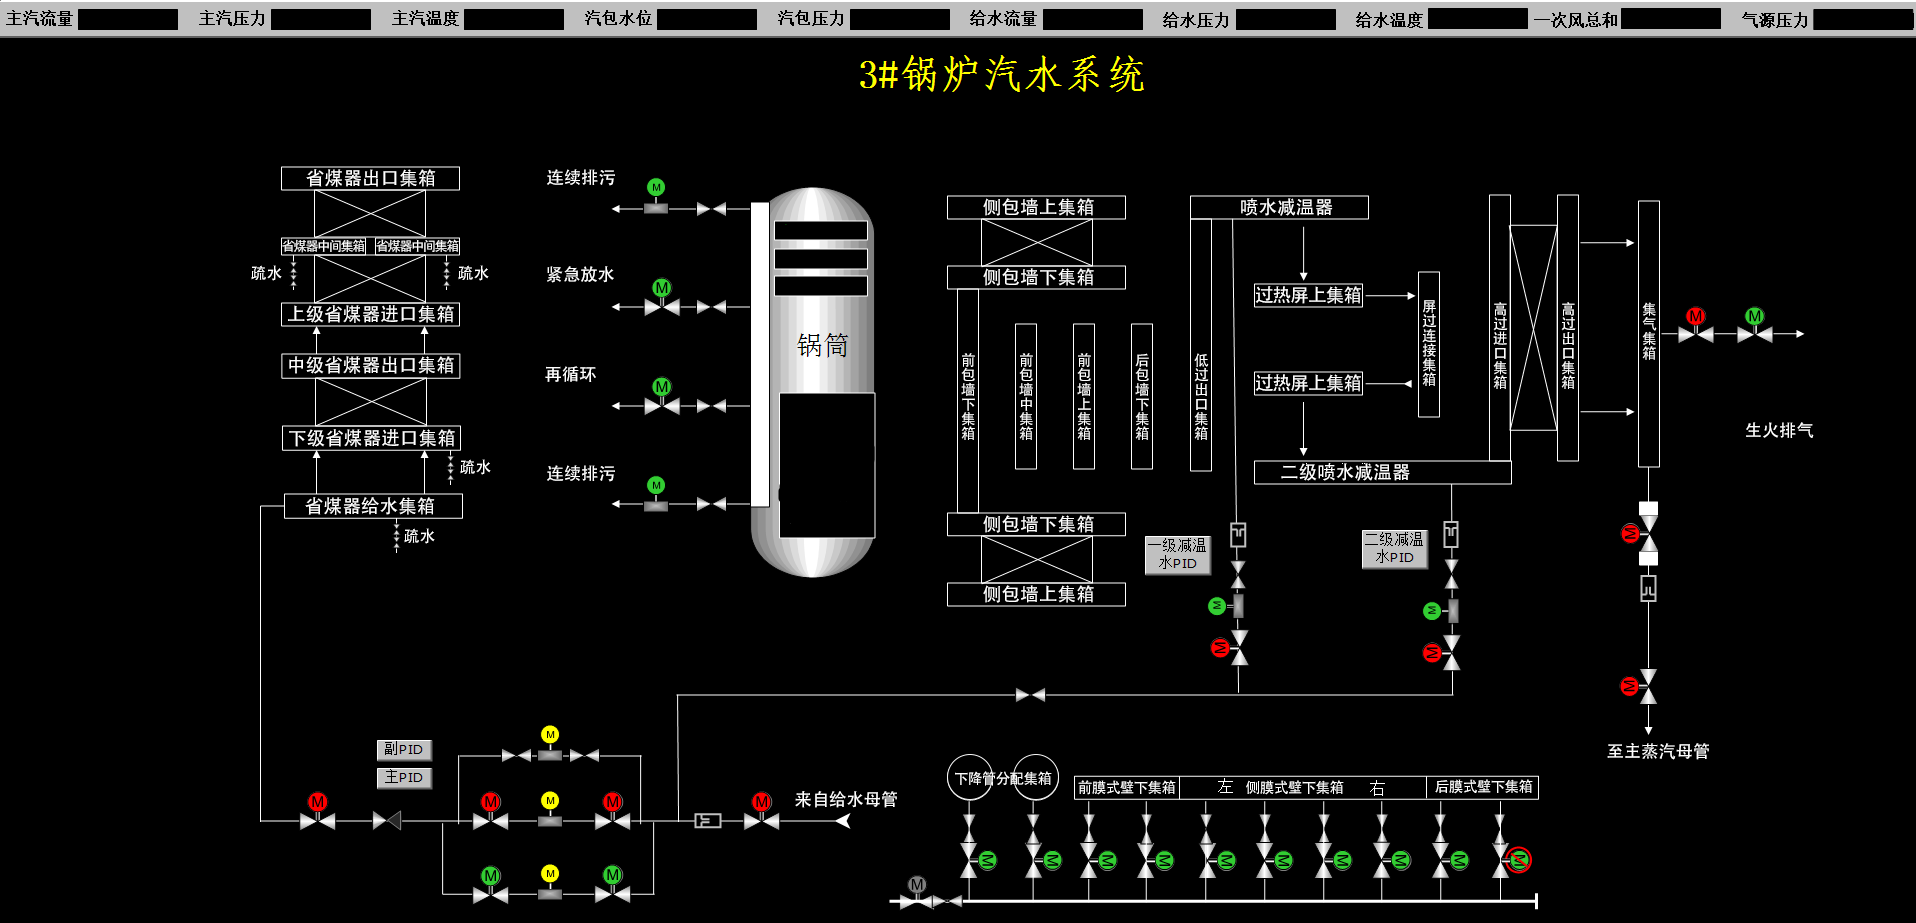 主汽流量 主汽压力 主汽温度 汽包水位 汽包压力 给水流量 给水压力 给水温度 一次风总和 气源压力
3#锅炉汽水系统
省煤器出口集箱
省煤器中间集箱 省煤器中间集箱
疏水 疏水
上级省煤器进口集箱
中级省煤器出口集箱
下级省煤器进口集箱
疏水
省煤器给水集箱
疏水
连续排污
M
紧急放水
M
再循环
M
连续排污
M
锅筒
侧包墙上集箱
侧包墙下集箱
前包墙下集箱
前包墙中集箱
前包墙上集箱
后包墙下集箱
侧包墙下集箱
侧包墙上集箱
喷水减温器
低过出口集箱
过热屏上集箱
屏过连接集箱
过热屏上集箱
二级喷水减温器
高过进口集箱
高过出口集箱
集气集箱
M M
生火排气
M
M
至主蒸汽母管
一级减温
水PID
M
M
二级减温
水PID
M
M
副PID
主PID
M
M
M M M
M M M
M
来自给水母管
下降管分配集箱
前膜式壁下集箱 左 侧膜式壁下集箱 右 后膜式壁下集箱
M M M M M M M M M M
M